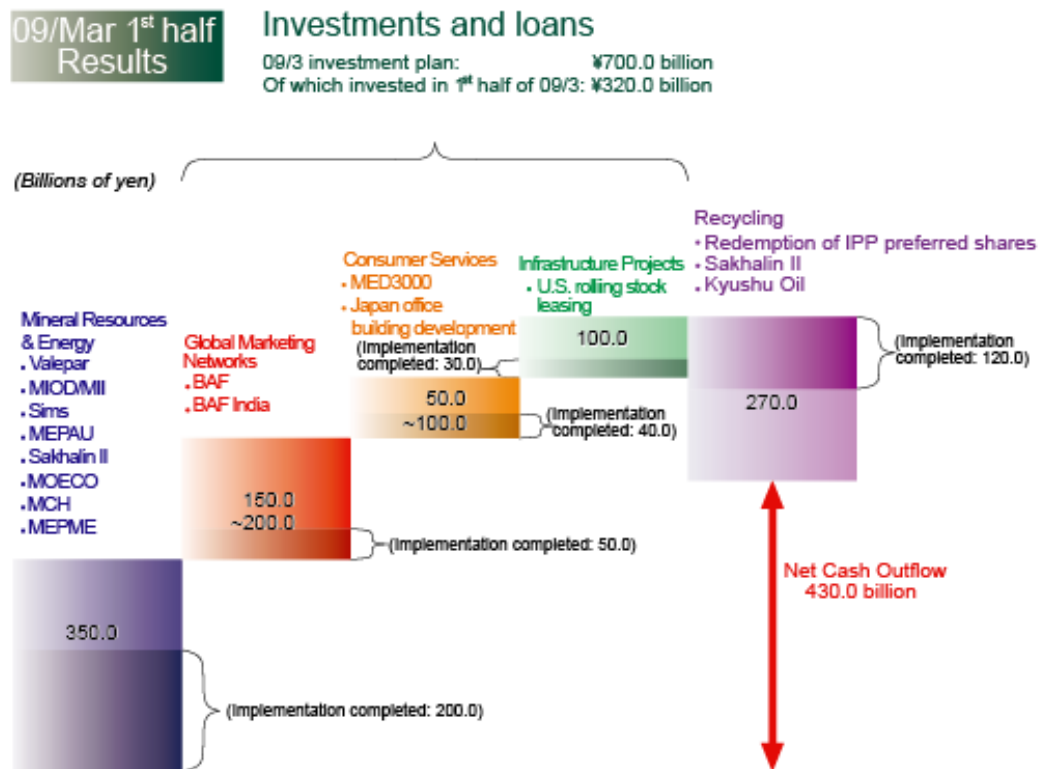 09/Mar 1st half
Results
Investments and loans
09/3 investment plan: ¥700.0 billion
Of which invested in 1st half of 09/3: ¥320.0 billion
(Billions of yen)
Mineral Resources
& Energy
• Valepar
• MIOD/MII
• Sims
• MEPAU
• Sakhalin II
• MOECO
• MCH
• MEPME
350.0
(Implementation completed: 200.0)
Global Marketing
Networks
• BAF
• BAF India
150.0
~200.0
(Implementation completed: 50.0)
Consumer Services
• MED3000
• Japan office
building development
50.0
~100.0
(Implementation
completed: 40.0)
Infrastructure Projects
• U.S. rolling stock
leasing
100.0
(Implementation
completed: 30.0)
Recycling
• Redemption of IPP preferred shares
• Sakhalin II
• Kyushu Oil
270.0
(Implementation
completed: 120.0)
Net Cash Outflow
430.0 billion